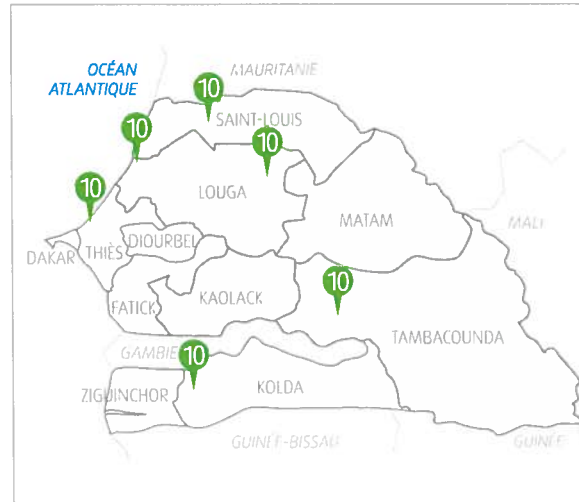 OCÉAN
ATLANTIQUE
MAURITANIE
10
SAINT-LOUIS
10
10
LOUGA
10
MATAM
MALI
DIOURBEL
DAKAR
THIÈS
10
FATICK
KAOLACK
TAMBACOUNDA
GAMBIE
10
ZIGUINCHOR
KOLDA
GUINÉE-BISSAU
GUINÉE